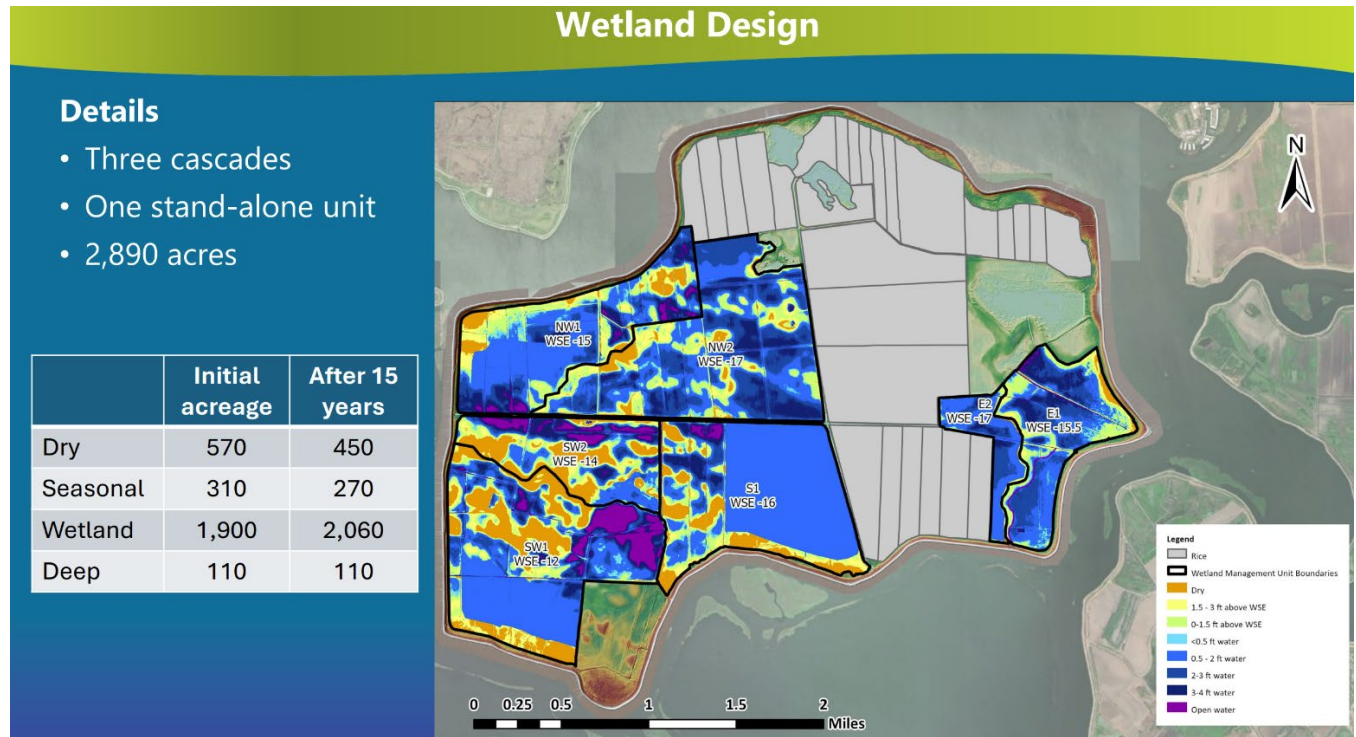 Wetland Design
Details
• Three cascades
• One stand-alone unit
• 2,890 acres
Initial acreage After 15 years
Dry 570 450
Seasonal 310 270
Wetland 1,900 2,060
Deep 110 110
N
NW1
WSE -15
NW2
WSE -17
E2
WSE -17
E1
WSE -15.5
SW2
WSE -14
S1
WSE -16
SW1
WSE -12
0 0.25 0.5 1 1.5 2
Miles
Legend
Rice
Wetland Management Unit Boundaries
Dry
1.5 - 3 ft above WSE
0-1.5 ft above WSE
<0.5 ft water
0.5 - 2 ft water
2-3 ft water
3-4 ft water
Open water